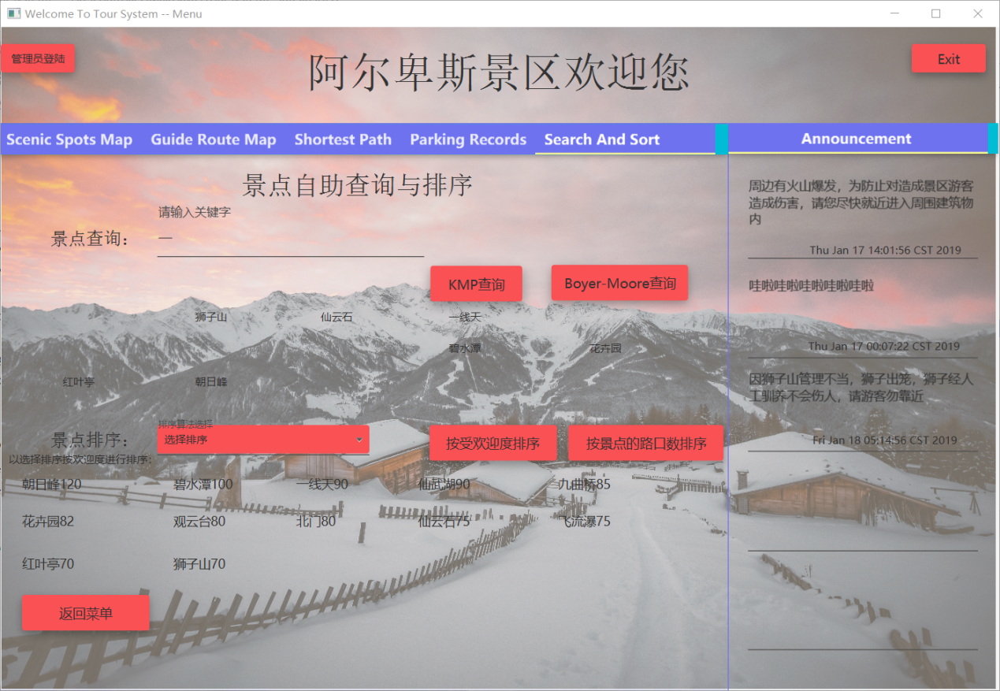 Welcome To Tour System -- Menu
管理员登陆
阿尔卑斯景区欢迎您
Exit
Scenic Spots Map Guide Route Map Shortest Path Parking Records Search And Sort
景点自助查询与排序
请输入关键字
景点查询：
一
KMP查询 Boyer-Moore查询
狮子山 仙云石 一线天
碧水潭 花卉园
红叶亭 朝日峰
排序算法选择
景点排序： 选择排序 按受欢迎度排序 按景点的路口数排序
以选择排序按欢迎度进行排序：
朝日峰120 碧水潭100 一线天90 仙武湖90 九曲桥85
花卉园82 观云台80 北门80 仙云石75 飞流瀑75
红叶亭70 狮子山70
返回菜单
Announcement
周边有火山爆发，为防止对造成景区游客
造成伤害，请您尽快就近进入周围建筑物
内
Thu Jan 17 14:01:56 CST 2019
哇啦哇啦哇啦哇啦哇啦
Thu Jan 17 00:07:22 CST 2019
因狮子山管理不当，狮子出笼，狮子经人
工驯养不会伤人，请游客勿靠近
Fri Jan 18 05:14:56 CST 2019